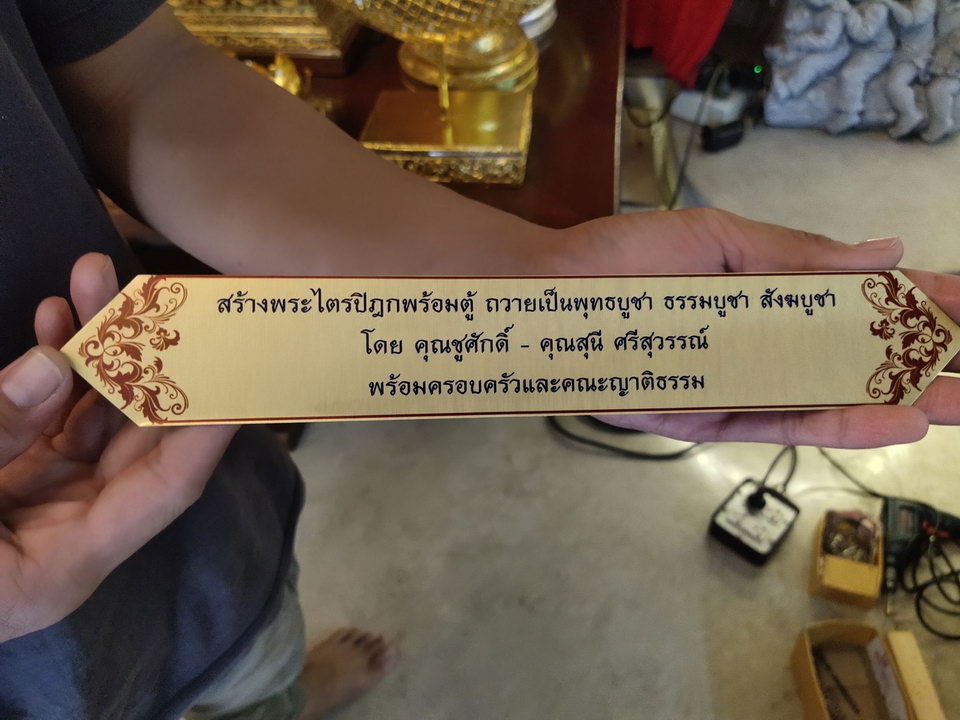 สร้างพระไตรปิฎกพร้อมตู้ ถวายเป็นพุทธบูชา ธรรมบูชา สังฆบูชา
โดย คุณชูศักดิ์ - คุณสุนี ศรีสุวรรณ์
พร้อมครอบครัวและคณะญาติธรรม